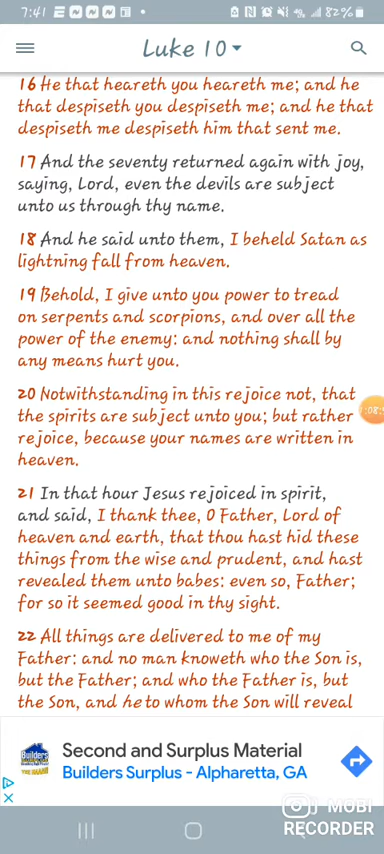 7:41
82%
Luke 10
16 He that heareth you heareth me; and he
that despiseth you despiseth me; and he that
despiseth me despiseth him that sent me.
17 And the seventy returned again with joy,
saying, Lord, even the devils are subject
unto us through thy name.
18 And he said unto them, I beheld Satan as
lightning fall from heaven.
19 Behold, I give unto you power to tread
on serpents and scorpions, and over all the
power of the enemy: and nothing shall by
any means hurt you.
20 Notwithstanding in this rejoice not, that
the spirits are subject unto you; but rather
rejoice, because your names are written in
heaven.
21 In that hour Jesus rejoiced in spirit,
and said, I thank thee, O Father, Lord of
heaven and earth, that thou hast hid these
things from the wise and prudent, and hast
revealed them unto babes: even so, Father;
for so it seemed good in thy sight.
22 All things are delivered to me of my
Father: and no man knoweth who the Son is,
but the Father; and who the Father is, but
the Son, and he to whom the Son will reveal
Builders
Second and Surplus Material
Builders Surplus - Alpharetta, GA
MOBI
RECORDER